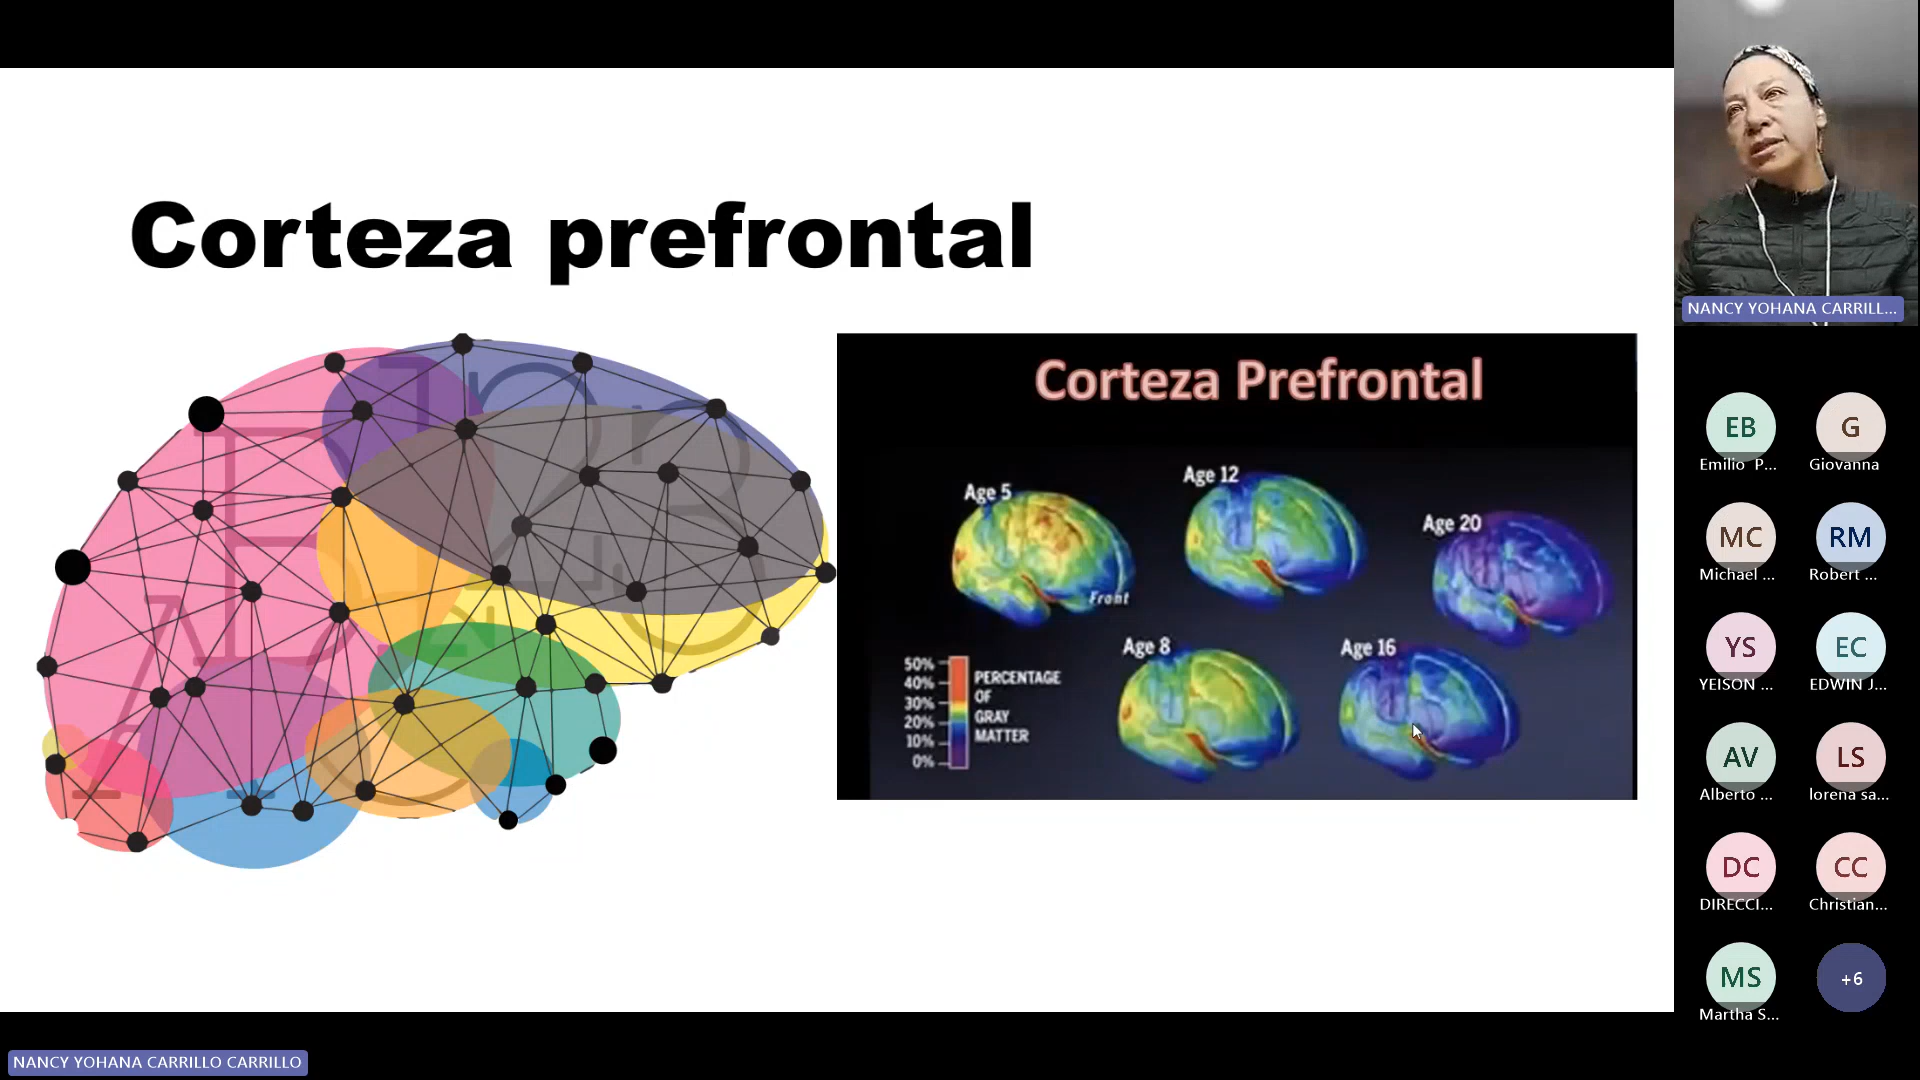 Corteza prefrontal
Corteza Prefrontal
Age 5
Age 12
Age 20
Front
Age 8
Age 16
50%
40%
30%
20%
10%
0%
PERCENTAGE
OF
GRAY
MATTER
NANCY YOHANA CARRILL...
EB
Emilio P...
G
Giovanna
MC
Michael ...
RM
Robert ...
YS
YEISON ...
EC
EDWIN J...
AV
Alberto ...
LS
lorena sa...
DC
DIRECCI...
CC
Christian...
MS
Martha S...
+6
NANCY YOHANA CARRILLO CARRILLO